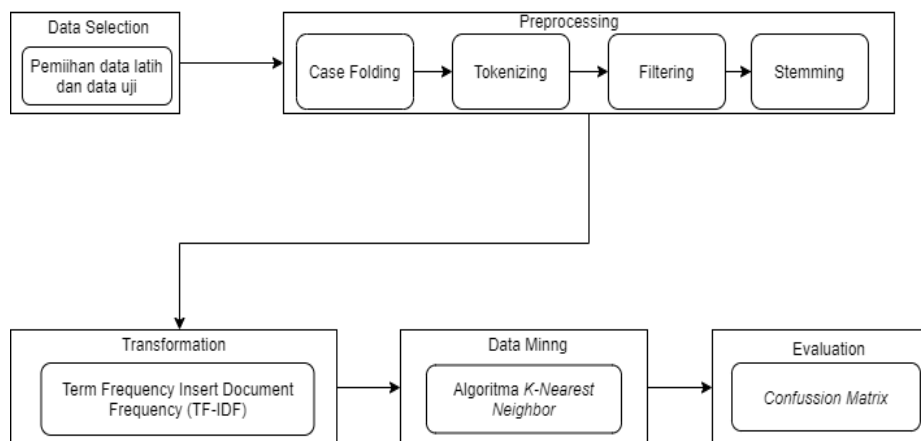 Data Selection
Pemiihan data latih
dan data uji
Preprocessing
Case Folding
Tokenizing
Filtering
Stemming
Transformation
Term Frequency Insert Document
Frequency (TF-IDF)
Data Minng
Algoritma K-Nearest
Neighbor
Evaluation
Confussion Matrix